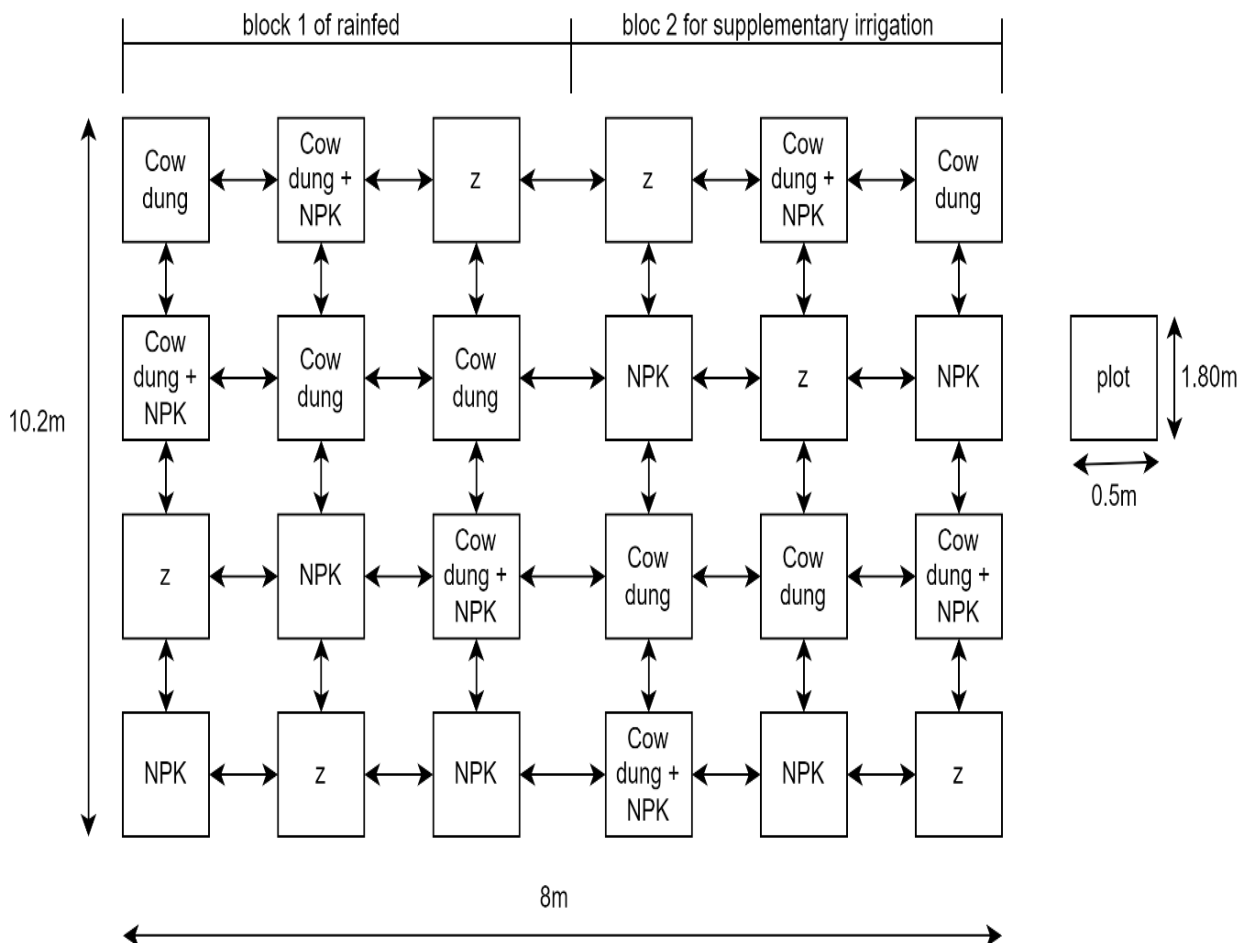 block 1 of rainfed
bloc 2 for supplementary irrigation
Cow
dung
Cow
dung +
NPK
z
z
Cow
dung +
NPK
Cow
dung
Cow
dung +
NPK
Cow
dung
Cow
dung
NPK
z
NPK
plot
1.80m
0.5m
10.2m
z
NPK
Cow
dung +
NPK
Cow
dung
Cow
dung
Cow
dung +
NPK
NPK
z
NPK
Cow
dung +
NPK
NPK
z
8m